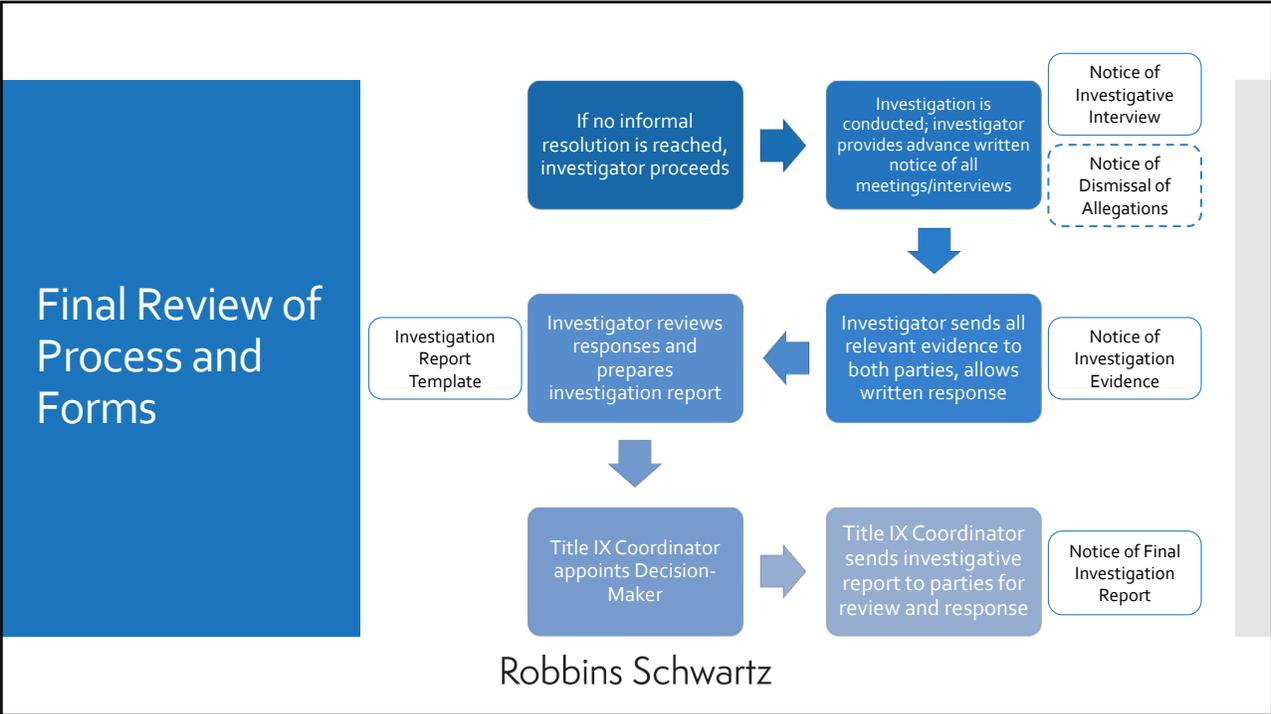 Final Review of
Process and
Forms
If no informal
resolution is reached,
investigator proceeds
Investigation is
conducted; investigator
provides advance written
notice of all
meetings/interviews
Notice of
Investigative
Interview
Notice of
Dismissal of
Allegations
Investigator sends all
relevant evidence to
both parties, allows
written response
Notice of
Investigation
Evidence
Investigator reviews
responses and
prepares
investigation report
Investigation
Report
Template
Title IX Coordinator
appoints Decision-
Maker
Title IX Coordinator
sends investigative
report to parties for
review and response
Notice of Final
Investigation
Report
Robbins Schwartz